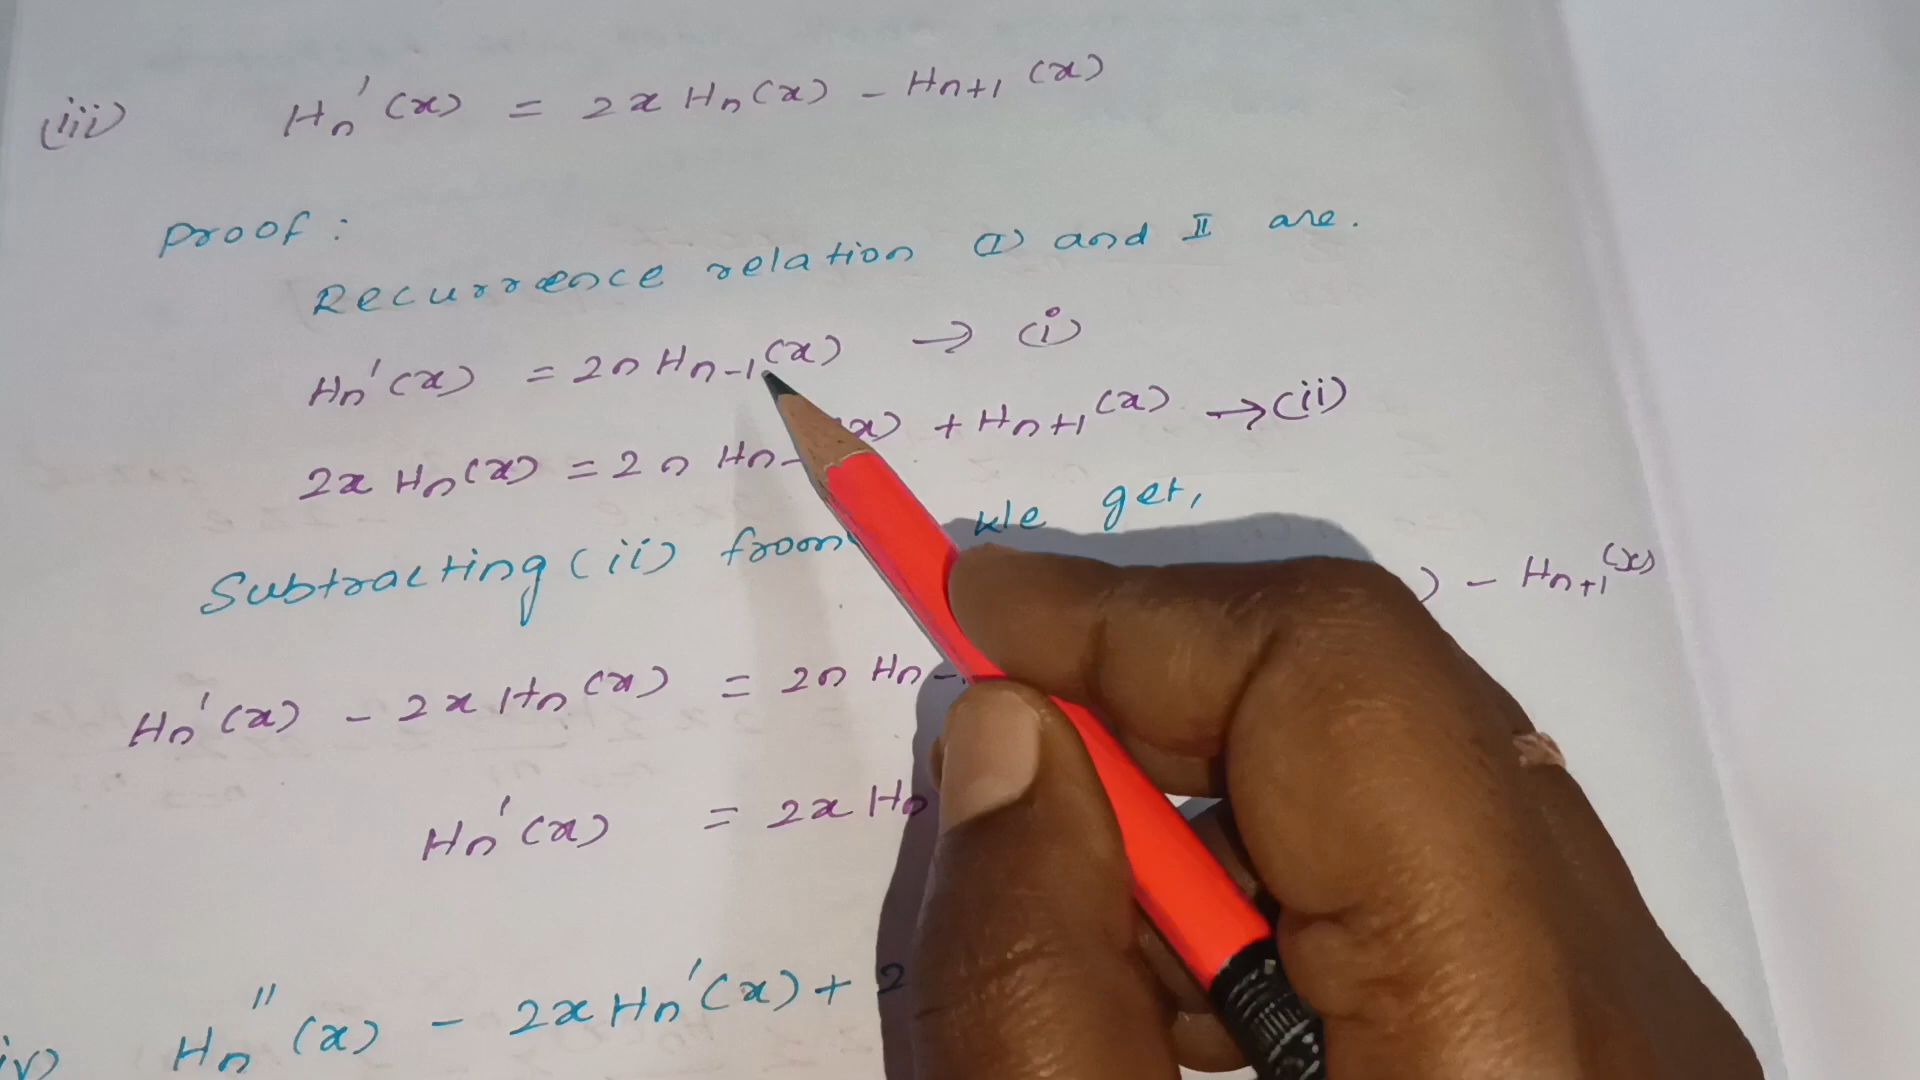 (iii) Hn'(x) = 2x Hn(x) - Hn+1(x)
Proof :
Recurrence relation (I) and II are.
Hn'(x) = 2n Hn-1(x) → (i)
2x Hn(x) = 2n Hn- (x) + Hn+1(x) → (ii)
Subtracting (ii) from we get,
) - Hn+1(x)
Hn'(x) - 2x Hn(x) = 2n Hn-
Hn'(x) = 2x Hn
iv) Hn''(x) - 2x Hn'(x) + 2